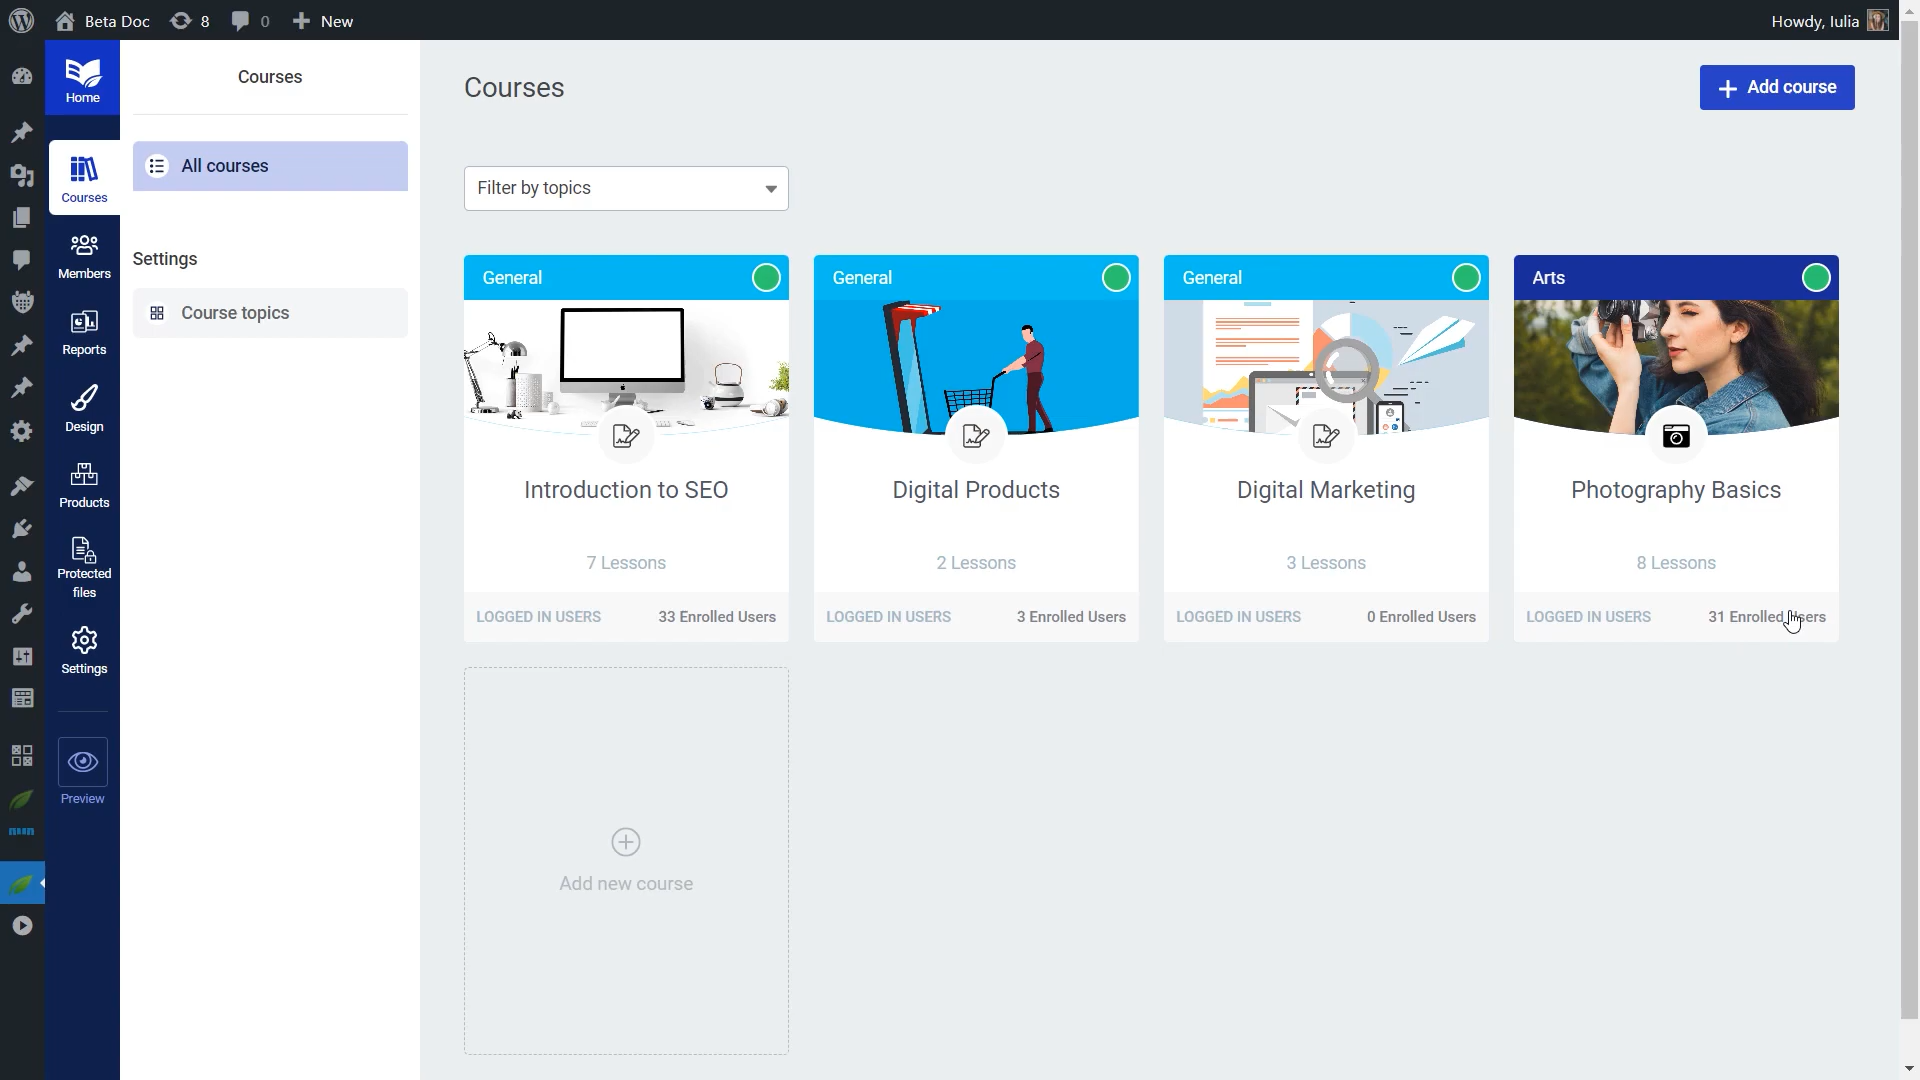 Beta Doc
8
0
New
Howdy, Iulia
Home
Courses
Members
Reports
Design
Products
Protected
files
Settings
Preview
Courses
All courses
Settings
Course topics
Courses
Add course
Filter by topics
General
Introduction to SEO
7 Lessons
LOGGED IN USERS
33 Enrolled Users
General
Digital Products
2 Lessons
LOGGED IN USERS
3 Enrolled Users
General
Digital Marketing
3 Lessons
LOGGED IN USERS
0 Enrolled Users
Arts
Photography Basics
8 Lessons
LOGGED IN USERS
31 Enrolled Users
Add new course